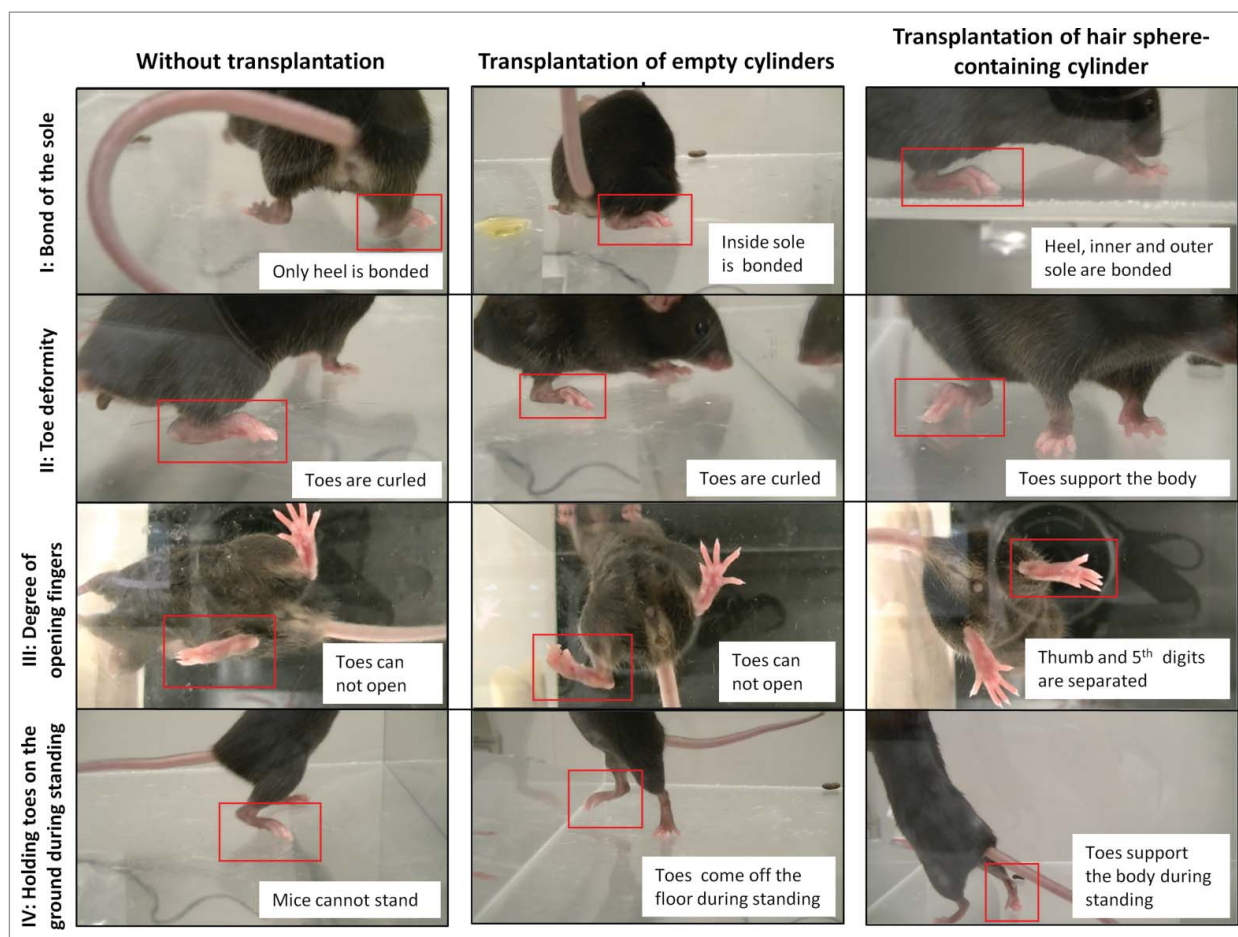 Without transplantation
Transplantation of empty cylinders
Transplantation of hair sphere-
containing cylinder
I: Bond of the sole
Only heel is bonded
Inside sole
is bonded
Heel, inner and outer
sole are bonded
II: Toe deformity
Toes are curled
Toes are curled
Toes support the body
III: Degree of
opening fingers
Toes can
not open
Toes can
not open
Thumb and 5th digits
are separated
IV: Holding toes on the
ground during standing
Mice cannot stand
Toes come off the
floor during standing
Toes support
the body during
standing